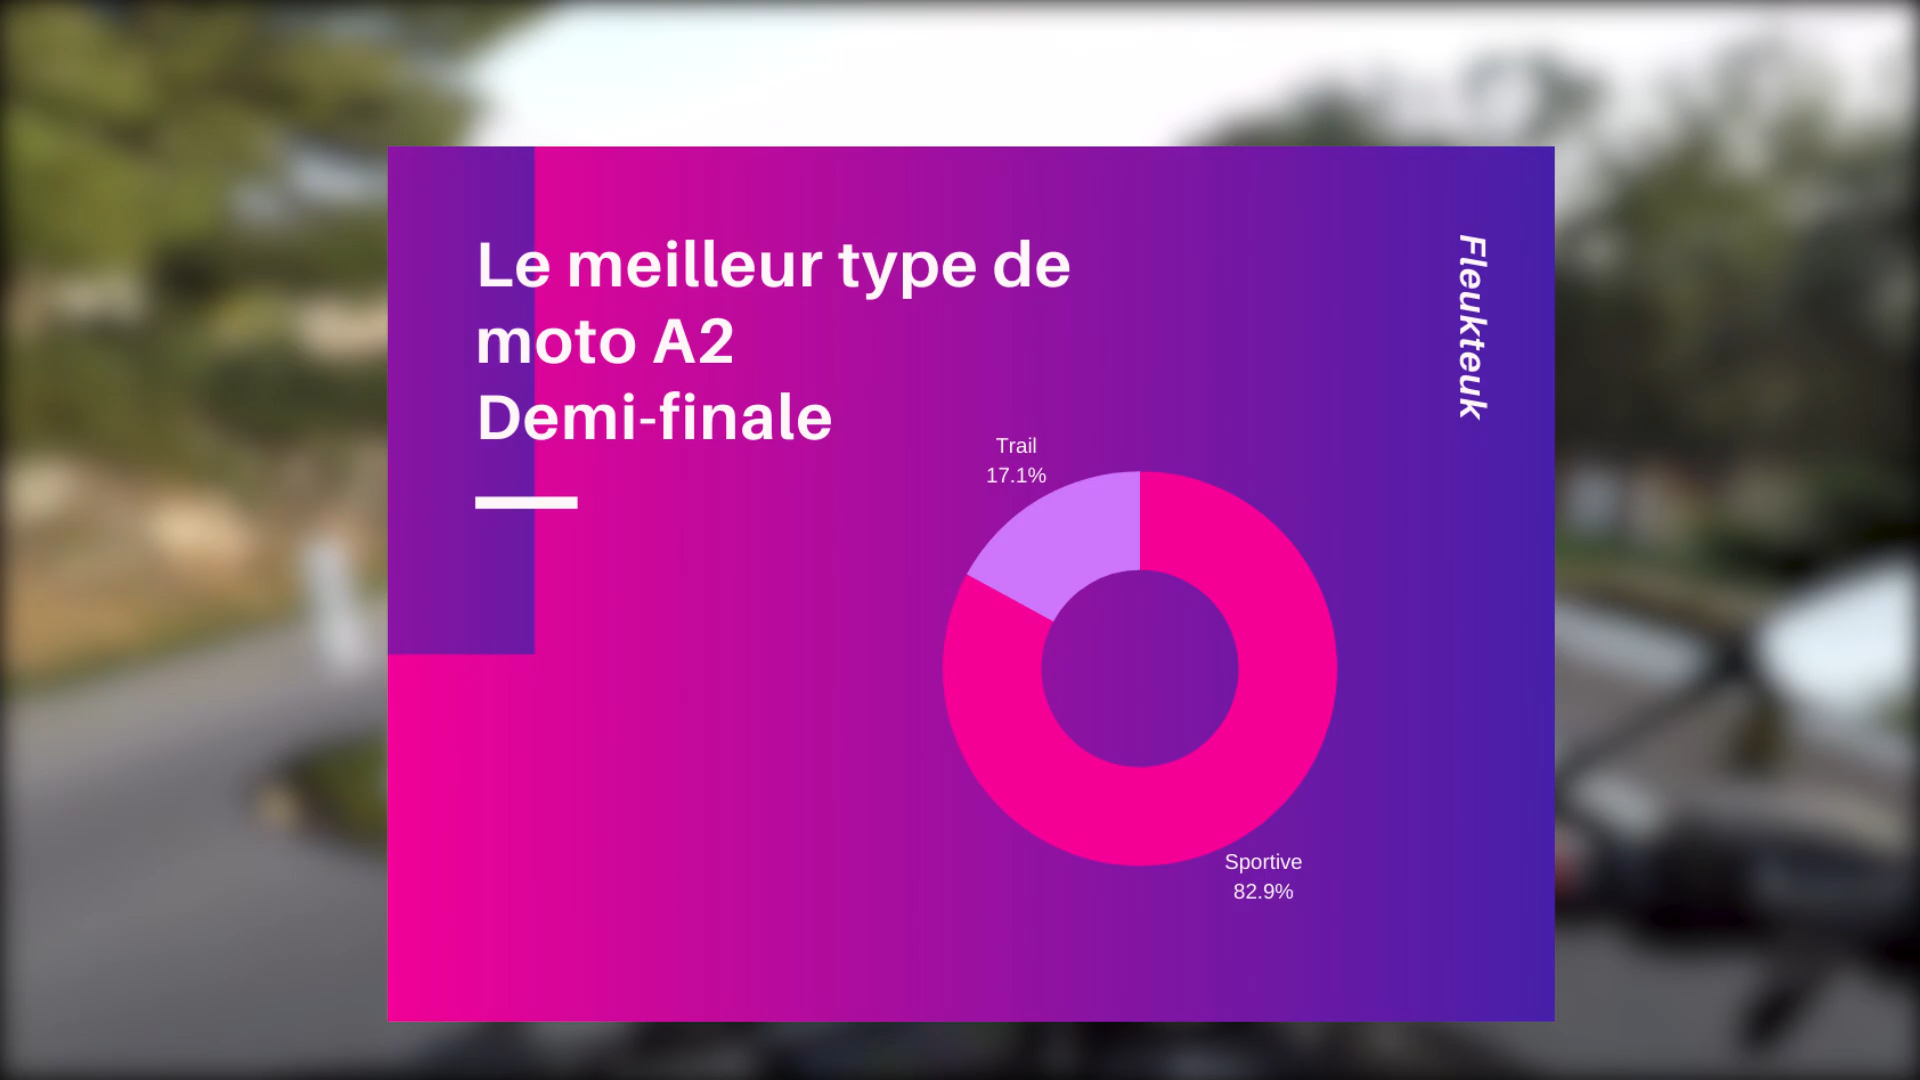 Le meilleur type de
moto A2
Demi-finale
Fleukteuk
Trail
17.1%
Sportive
82.9%